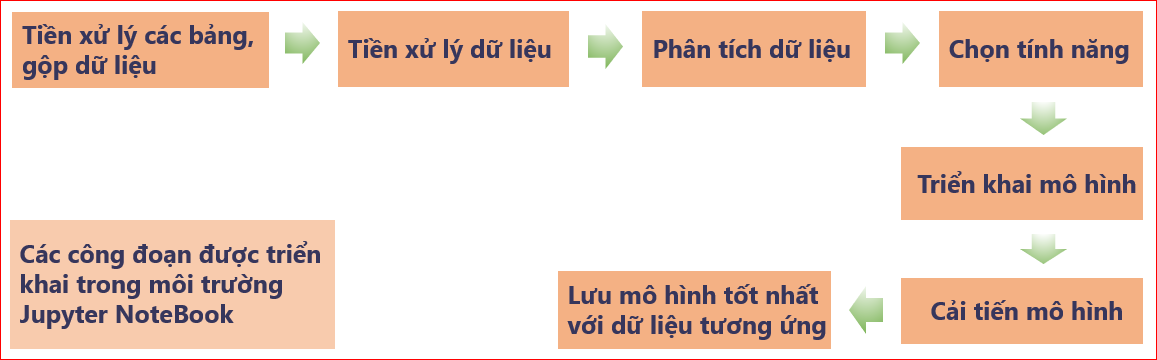 Tiền xử lý các bảng,
gộp dữ liệu
Tiền xử lý dữ liệu
Phân tích dữ liệu
Chọn tính năng
Triển khai mô hình
Cải tiến mô hình
Lưu mô hình tốt nhất
với dữ liệu tương ứng
Các công đoạn được triển
khai trong môi trường
Jupyter NoteBook